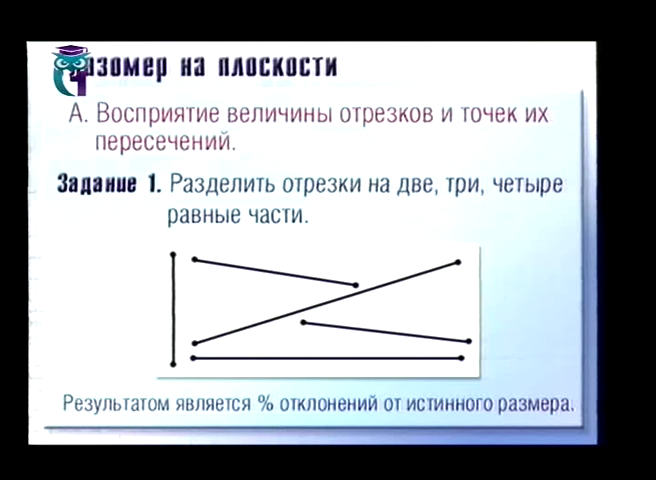 на плоскости
А. Восприятие величины отрезков и точек их
пересечений.
Задание 1. Разделить отрезки на две, три, четыре
равные части.
Результатом является % отклонений от истинного размера.